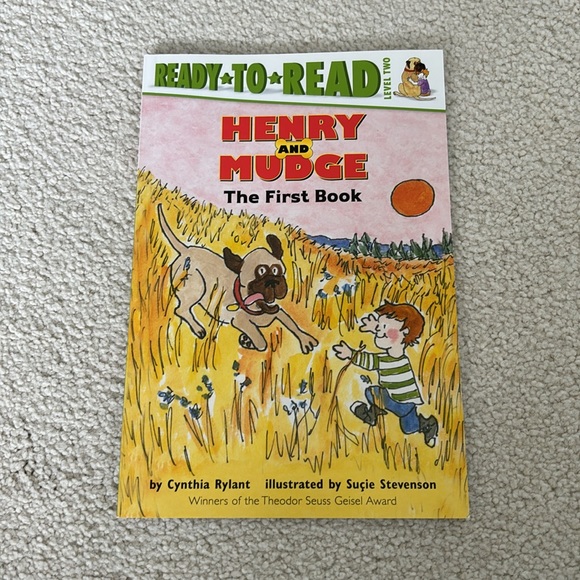 READY★TO★READ
LEVEL TWO
HENRY
AND
MUDGE
The First Book
by Cynthia Rylant illustrated by Suçie Stevenson
Winners of the Theodor Seuss Geisel Award